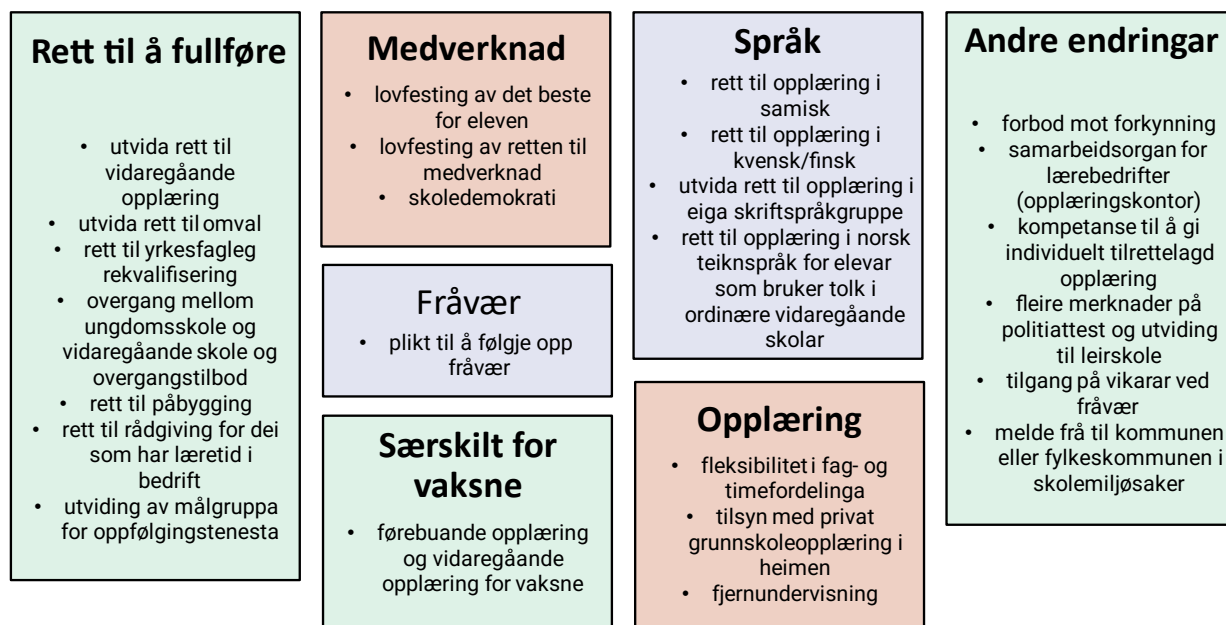 Rett til å fullføre
• utvida rett til
vidaregåande
opplæring
• utvida rett til omval
• rett til yrkesfagleg
rekvalifisering
• overgang mellom
ungdomsskole og
vidaregåande skole og
overgangstilbod
• rett til påbygging
• rett til rådgiving for dei
som har læretid i
bedrift
• utviding av målgruppa
for oppfølgingstenesta
Medverknad
• lovfesting av det beste
for eleven
• lovfesting av retten til
medverknad
• skoledemokrati
Fråvær
• plikt til å følgje opp
fråvær
Særskilt for
vaksne
• førebuande opplæring
og vidaregåande
opplæring for vaksne
Språk
• rett til opplæring i
samisk
• rett til opplæring i
kvensk/finsk
• utvida rett til opplæring i
eiga skriftspråkgruppe
• rett til opplæring i norsk
teiknspråk for elevar
som bruker tolk i
ordinære vidaregåande
skolar
Opplæring
• fleksibilitet i fag- og
timefordelinga
• tilsyn med privat
grunnskoleopplæring i
heimen
• fjernundervisning
Andre endringar
• forbod mot forkynning
• samarbeidsorgan for
lærebedrifter
(opplæringskontor)
• kompetanse til å gi
individuelt tilrettelagd
opplæring
• fleire merknader på
politiattest og utviding
til leirskole
• tilgang på vikarar ved
fråvær
• melde frå til kommunen
eller fylkeskommunen i
skolemiljøsaker